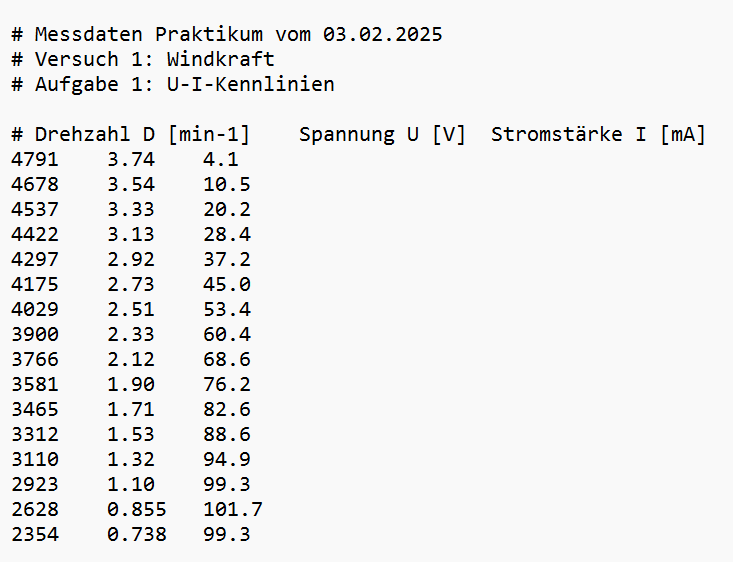 # Messdaten Praktikum vom 03.02.2025
# Versuch 1: Windkraft
# Aufgabe 1: U-I-Kennlinien
# Drehzahl D [min-1]    Spannung U [V]  Stromstärke I [mA]
4791    3.74    4.1
4678    3.54    10.5
4537    3.33    20.2
4422    3.13    28.4
4297    2.92    37.2
4175    2.73    45.0
4029    2.51    53.4
3900    2.33    60.4
3766    2.12    68.6
3581    1.90    76.2
3465    1.71    82.6
3312    1.53    88.6
3110    1.32    94.9
2923    1.10    99.3
2628    0.855   101.7
2354    0.738   99.3